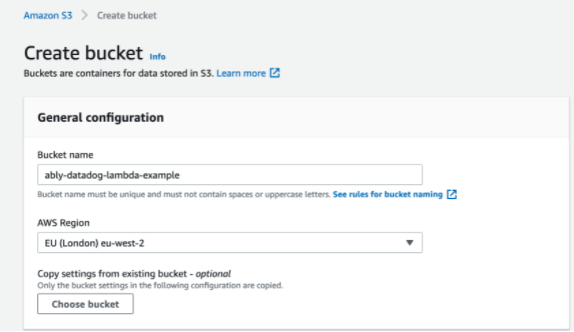 Amazon S3 > Create bucket
Create bucket Info
Buckets are containers for data stored in S3. Learn more
General configuration
Bucket name
ably-datadog-lambda-example
Bucket name must be unique and must not contain spaces or uppercase letters. See rules for bucket naming
AWS Region
EU (London) eu-west-2
Copy settings from existing bucket - optional
Only the bucket settings in the following configuration are copied.
Choose bucket